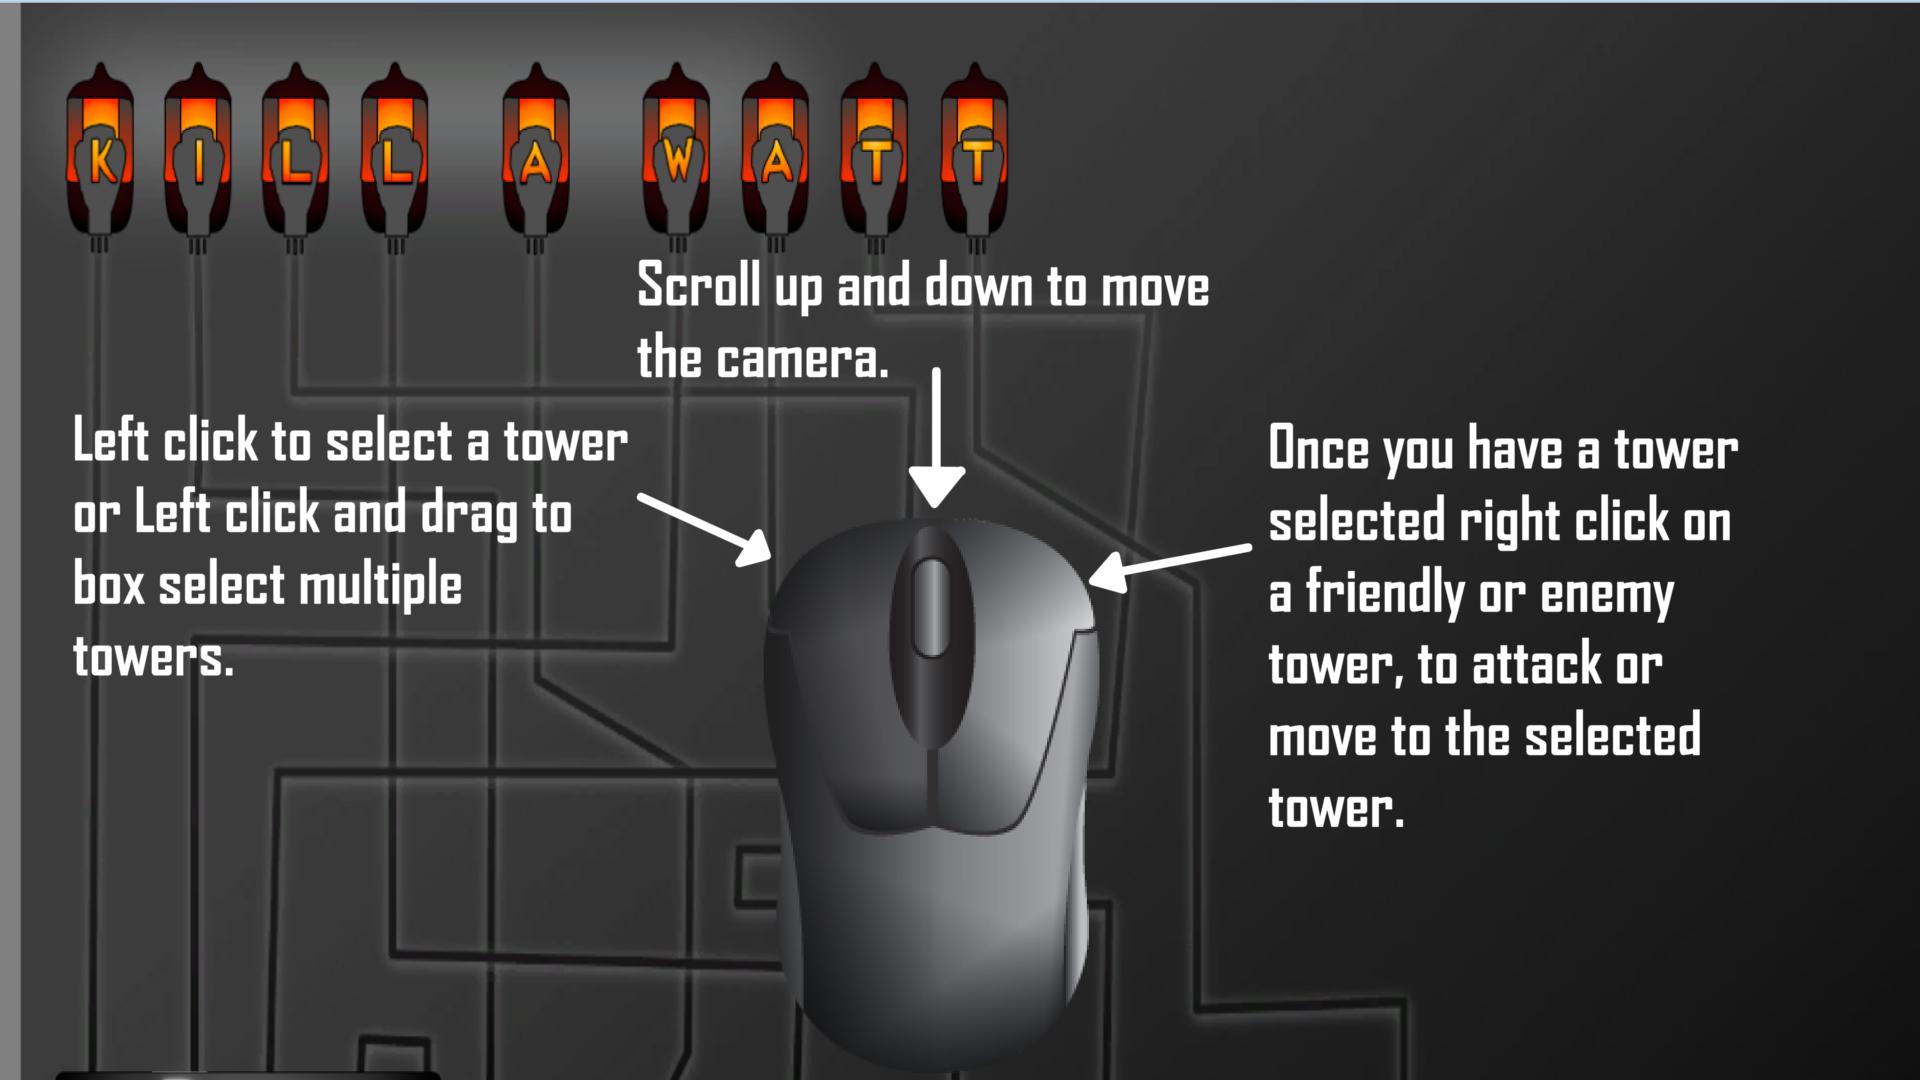 KILL A WATT
Scroll up and down to move
the camera.
Left click to select a tower
or Left click and drag to
box select multiple
towers.
Once you have a tower
selected right click on
a friendly or enemy
tower, to attack or
move to the selected
tower.